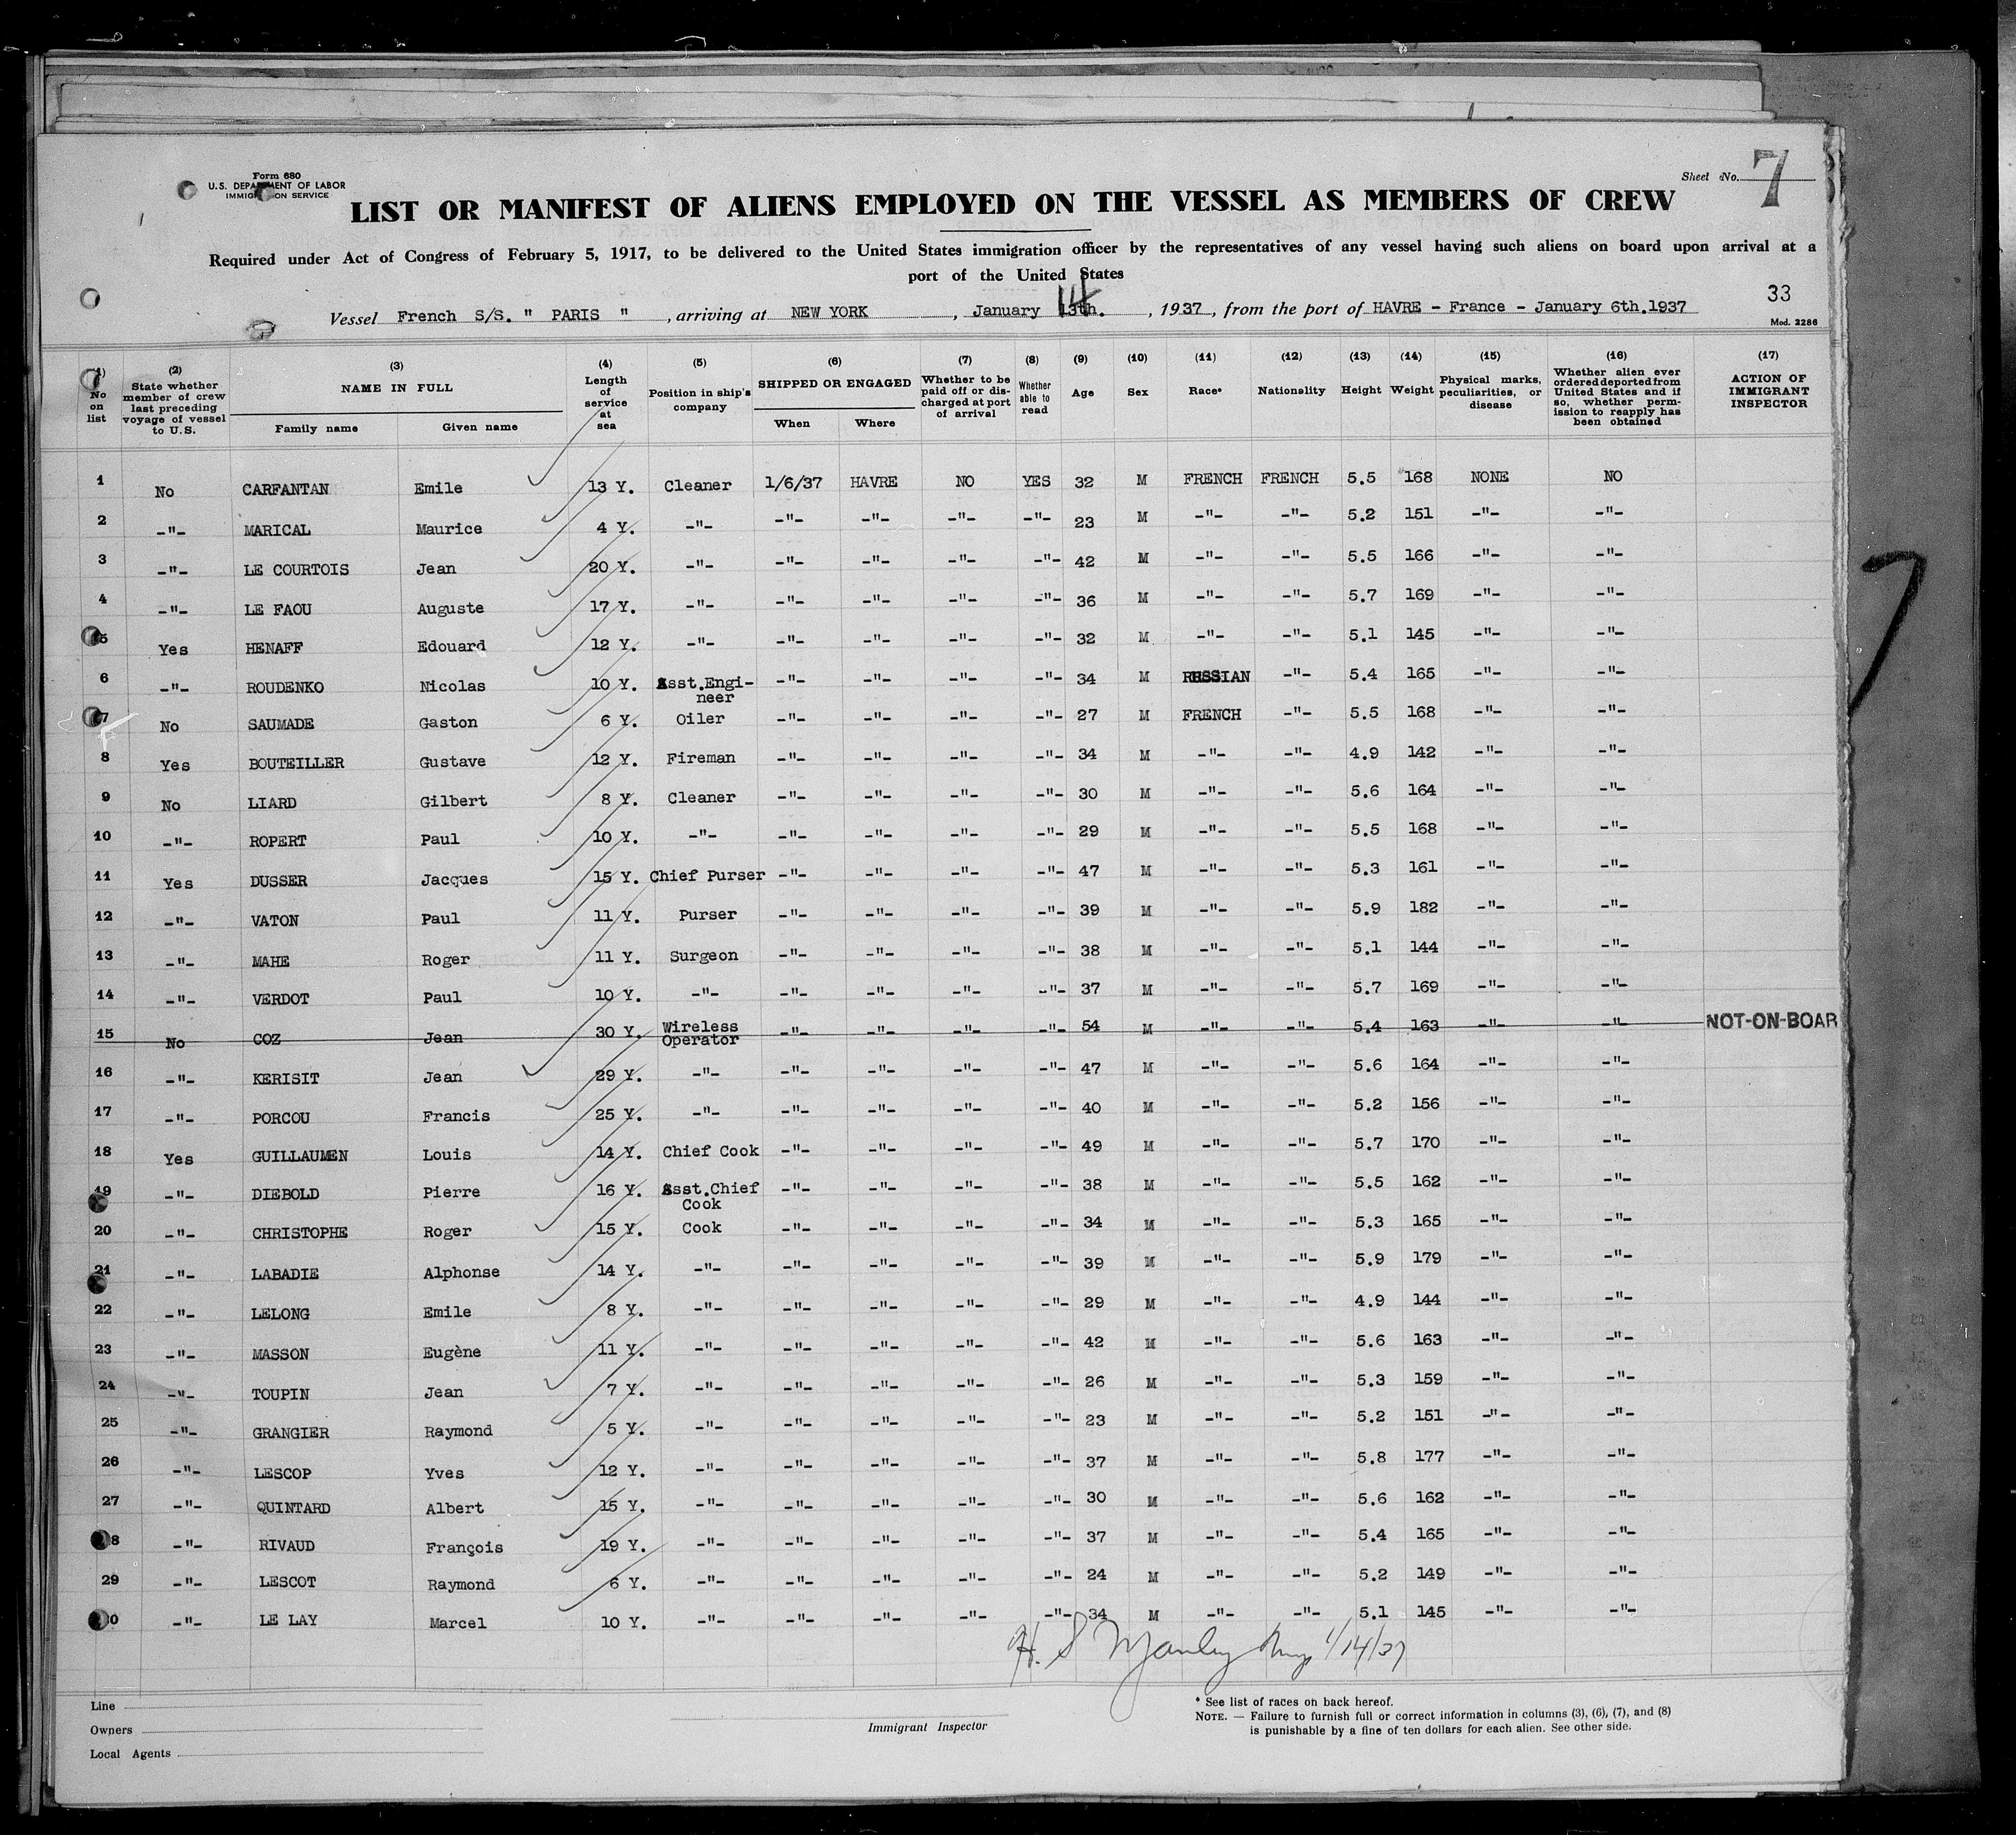 Form 680
U.S. DEPARTMENT OF LABOR
IMMIGRATION SERVICE
Sheet No. 7
LIST OR MANIFEST OF ALIENS EMPLOYED ON THE VESSEL AS MEMBERS OF CREW
Required under Act of Congress of February 5, 1917, to be delivered to the United States immigration officer by the representatives of any vessel having such aliens on board upon arrival at a
port of the United States
33
Vessel French S/S. " PARIS ", arriving at NEW YORK, January 13th. 14, 1937, from the port of HAVRE - France - January 6th.1937
Mod. 2286
(1) No on list (2) State whether member of crew last preceding voyage of vessel to U.S. (3) NAME IN FULL Family name Given name (4) Length of service at sea (5) Position in ship's company (6) SHIPPED OR ENGAGED When Where (7) Whether to be paid off or discharged at port of arrival (8) Whether able to read (9) Age (10) Sex (11) Race* (12) Nationality (13) Height (14) Weight (15) Physical marks, peculiarities, or disease (16) Whether alien ever ordered deported from United States and if so, whether permission to reapply has been obtained (17) ACTION OF IMMIGRANT INSPECTOR
1 No CARFANTAN Emile 13 Y. Cleaner 1/6/37 HAVRE NO YES 32 M FRENCH FRENCH 5.5 168 NONE NO
2 -"- MARICAL Maurice 4 Y. -"- -"- -"- -"- -"- 23 M -"- -"- 5.2 151 -"- -"-
3 -"- LE COURTOIS Jean 20 Y. -"- -"- -"- -"- -"- 42 M -"- -"- 5.5 166 -"- -"-
4 -"- LE FAOU Auguste 17 Y. -"- -"- -"- -"- -"- 36 M -"- -"- 5.7 169 -"- -"-
5 Yes HENAFF Edouard 12 Y. -"- -"- -"- -"- -"- 32 M -"- -"- 5.1 145 -"- -"-
6 -"- ROUDENKO Nicolas 10 Y. Asst.Engineer -"- -"- -"- -"- 34 M RUSSIAN -"- 5.4 165 -"- -"-
7 No SAUMADE Gaston 6 Y. Oiler -"- -"- -"- -"- 27 M FRENCH -"- 5.5 168 -"- -"-
8 Yes BOUTEILLER Gustave 12 Y. Fireman -"- -"- -"- -"- 34 M -"- -"- 4.9 142 -"- -"-
9 No LIARD Gilbert 8 Y. Cleaner -"- -"- -"- -"- 30 M -"- -"- 5.6 164 -"- -"-
10 -"- ROPERT Paul 10 Y. -"- -"- -"- -"- -"- 29 M -"- -"- 5.5 168 -"- -"-
11 Yes DUSSER Jacques 15 Y. Chief Purser -"- -"- -"- -"- 47 M -"- -"- 5.3 161 -"- -"-
12 -"- VATON Paul 11 Y. Purser -"- -"- -"- -"- 39 M -"- -"- 5.9 182 -"- -"-
13 -"- MAHE Roger 11 Y. Surgeon -"- -"- -"- -"- 38 M -"- -"- 5.1 144 -"- -"-
14 -"- VERDOT Paul 10 Y. -"- -"- -"- -"- -"- 37 M -"- -"- 5.7 169 -"- -"-
15 No COZ Jean 30 Y. Wireless Operator -"- -"- -"- -"- 54 M -"- -"- 5.4 163 -"- -"- NOT-ON-BOAR
16 -"- KERISIT Jean 29 Y. -"- -"- -"- -"- -"- 47 M -"- -"- 5.6 164 -"- -"-
17 -"- PORCOU Francis 25 Y. -"- -"- -"- -"- -"- 40 M -"- -"- 5.2 156 -"- -"-
18 Yes GUILLAUMEN Louis 14 Y. Chief Cook -"- -"- -"- -"- 49 M -"- -"- 5.7 170 -"- -"-
19 -"- DIEBOLD Pierre 16 Y. Asst.Chief Cook -"- -"- -"- -"- 38 M -"- -"- 5.5 162 -"- -"-
20 -"- CHRISTOPHE Roger 15 Y. Cook -"- -"- -"- -"- 34 M -"- -"- 5.3 165 -"- -"-
21 -"- LABADIE Alphonse 14 Y. -"- -"- -"- -"- -"- 39 M -"- -"- 5.9 179 -"- -"-
22 -"- LELONG Emile 8 Y. -"- -"- -"- -"- -"- 29 M -"- -"- 4.9 144 -"- -"-
23 -"- MASSON Eugène 11 Y. -"- -"- -"- -"- -"- 42 M -"- -"- 5.6 163 -"- -"-
24 -"- TOUPIN Jean 7 Y. -"- -"- -"- -"- -"- 26 M -"- -"- 5.3 159 -"- -"-
25 -"- GRANGIER Raymond 5 Y. -"- -"- -"- -"- -"- 23 M -"- -"- 5.2 151 -"- -"-
26 -"- LESCOP Yves 12 Y. -"- -"- -"- -"- -"- 37 M -"- -"- 5.8 177 -"- -"-
27 -"- QUINTARD Albert 15 Y. -"- -"- -"- -"- -"- 30 M -"- -"- 5.6 162 -"- -"-
8 -"- RIVAUD François 19 Y. -"- -"- -"- -"- -"- 37 M -"- -"- 5.4 165 -"- -"-
29 -"- LESCOT Raymond 6 Y. -"- -"- -"- -"- -"- 24 M -"- -"- 5.2 149 -"- -"-
0 -"- LE LAY Marcel 10 Y. -"- -"- -"- -"- -"- 34 M -"- -"- 5.1 145 -"- -"-
H. S Manley 1/14/37
Line
Owners
Local Agents
Immigrant Inspector
* See list of races on back hereof.
NOTE. — Failure to furnish full or correct information in columns (3), (6), (7), and (8)
is punishable by a fine of ten dollars for each alien. See other side.
7